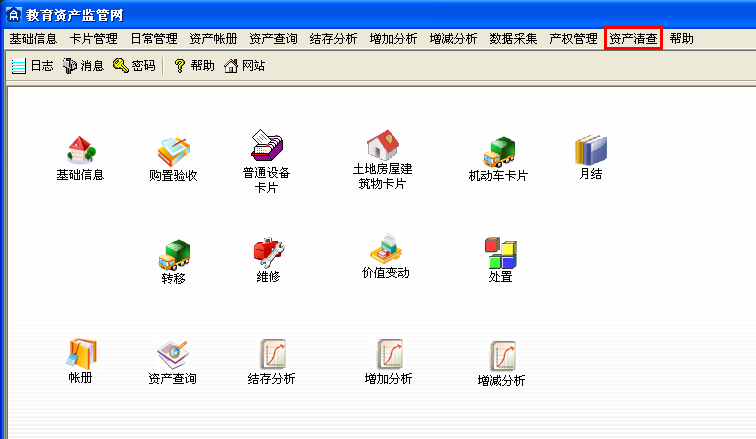 教育资产监管网
基础信息 卡片管理 日常管理 资产帐册 资产查询 结存分析 增加分析 增减分析 数据采集 产权管理 资产清查 帮助
日志 消息 密码 帮助 网站
基础信息
购置验收
普通设备
卡片
土地房屋建
筑物卡片
机动车卡片
月结
转移
维修
价值变动
处置
帐册
资产查询
结存分析
增加分析
增减分析